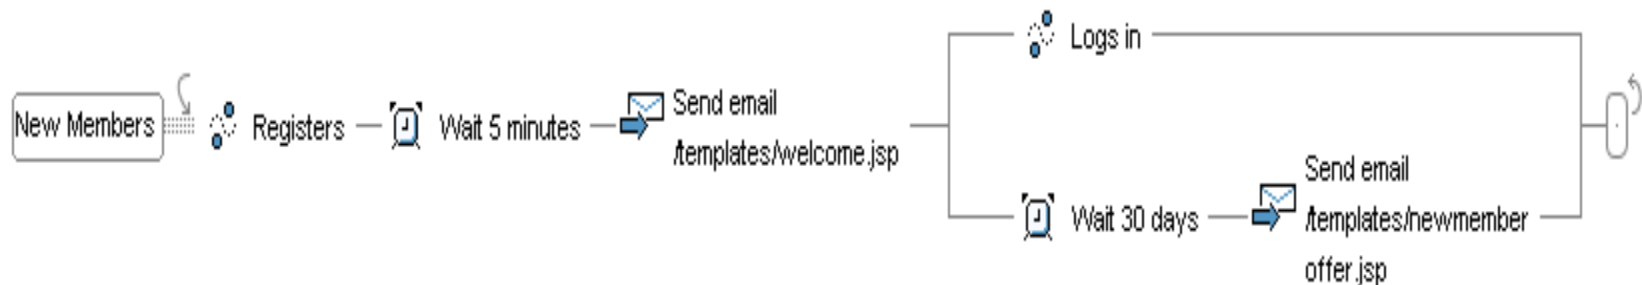 New Members
Registers
Wait 5 minutes
Send email
/templates/welcome.jsp
Logs in
Wait 30 days
Send email
/templates/newmember
offer.jsp